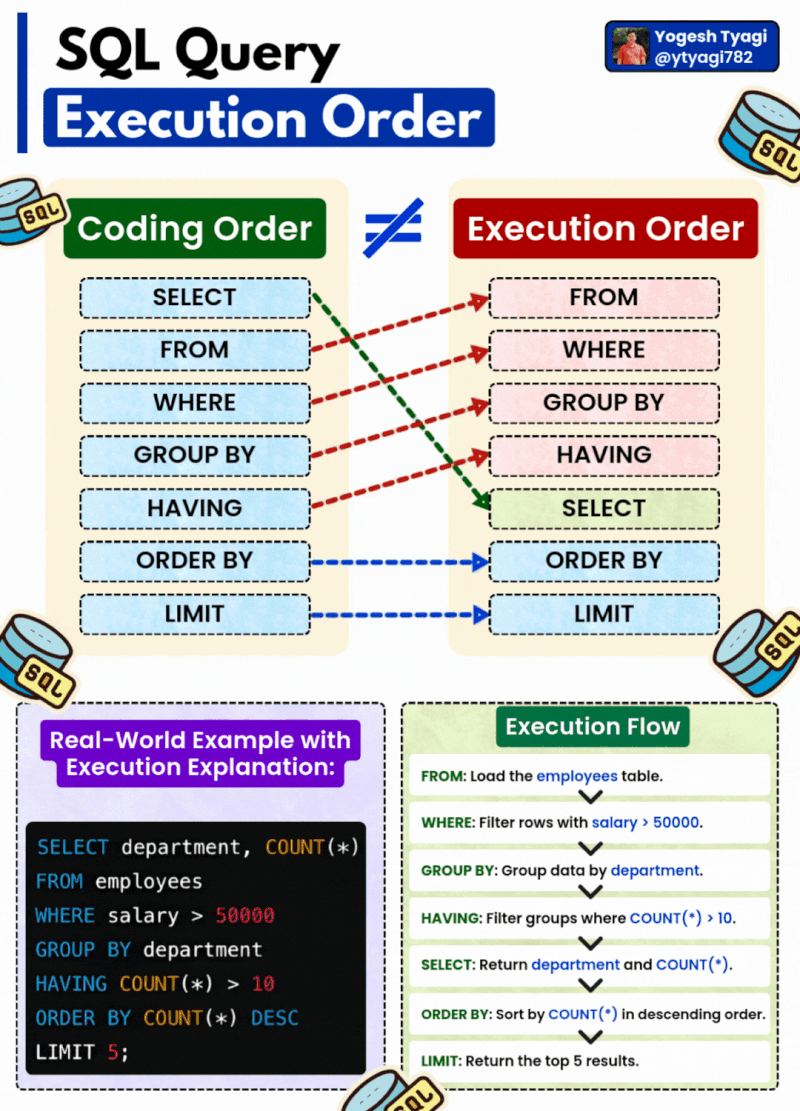 SQL Query
Execution Order
Yogesh Tyagi
@ytyagi782
SQL
SQL
Coding Order
≠
Execution Order
SELECT
FROM
WHERE
GROUP BY
HAVING
ORDER BY
LIMIT
FROM
WHERE
GROUP BY
HAVING
SELECT
ORDER BY
LIMIT
SQL
SQL
Real-World Example with
Execution Explanation:
SELECT department, COUNT(*)
FROM employees
WHERE salary > 50000
GROUP BY department
HAVING COUNT(*) > 10
ORDER BY COUNT(*) DESC
LIMIT 5;
Execution Flow
FROM: Load the employees table.
WHERE: Filter rows with salary > 50000.
GROUP BY: Group data by department.
HAVING: Filter groups where COUNT(*) > 10.
SELECT: Return department and COUNT(*).
ORDER BY: Sort by COUNT(*) in descending order.
LIMIT: Return the top 5 results.
SQL